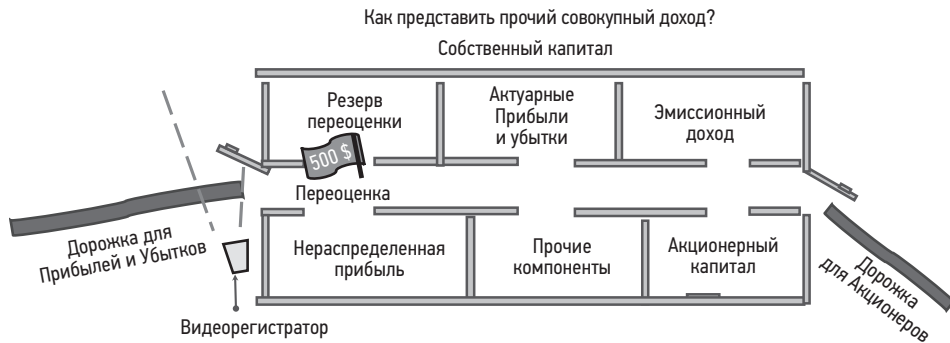 Как представить прочий совокупный доход?
Собственный капитал
Резерв
переоценки
Актуарные
Прибыли
и убытки
Эмиссионный
доход
500 $
Переоценка
Дорожка для
Прибылей и Убытков
Нераспределенная
прибыль
Прочие
компоненты
Акционерный
капитал
Дорожка
для Акционеров
Видеорегистратор